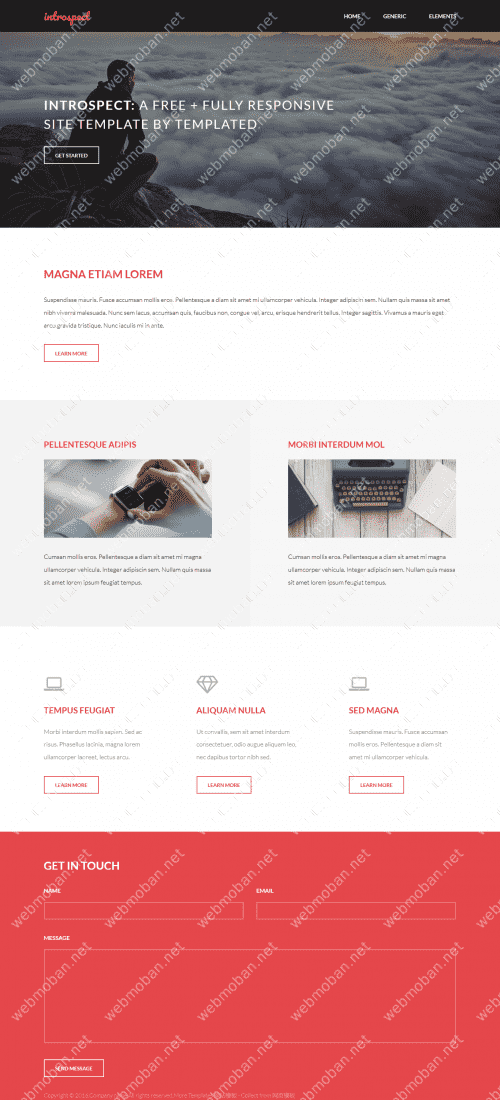 introspect
HOME GENERIC ELEMENTS
INTROSPECT: A FREE + FULLY RESPONSIVE
SITE TEMPLATE BY TEMPLATED
GET STARTED
MAGNA ETIAM LOREM
Suspendisse mauris. Fusce accumsan mollis eros. Pellentesque a diam sit amet mi ullamcorper vehicula. Integer adipiscin sem. Nullam quis massa sit amet
nibh viverra malesuada. Nunc sem lacus, accumsan quis, faucibus non, congue vel, arcu, erisque hendrerit tellus. Integer sagittis. Vivamus a mauris eget
arcu gravida tristique. Nunc iaculis mi in ante.
LEARN MORE
PELLENTESQUE ADIPIS
Cumsan mollis eros. Pellentesque a diam sit amet mi magna
ullamcorper vehicula. Integer adipiscin sem. Nullam quis massa
sit amet lorem ipsum feugiat tempus.
MORBI INTERDUM MOL
Cumsan mollis eros. Pellentesque a diam sit amet mi magna
ullamcorper vehicula. Integer adipiscin sem. Nullam quis massa
sit amet lorem ipsum feugiat tempus.
TEMPUS FEUGIAT
Morbi interdum mollis sapien. Sed ac
risus. Phasellus lacinia, magna lorem
ullamcorper laoreet, lectus arcu.
LEARN MORE
ALIQUAM NULLA
Ut convallis, sem sit amet interdum
consectetuer, odio augue aliquam leo,
nec dapibus tortor nibh sed.
LEARN MORE
SED MAGNA
Suspendisse mauris. Fusce accumsan
mollis eros. Pellentesque a diam sit
amet mi ullamcorper vehicula.
LEARN MORE
GET IN TOUCH
NAME
EMAIL
MESSAGE
SEND MESSAGE
webmoban.net